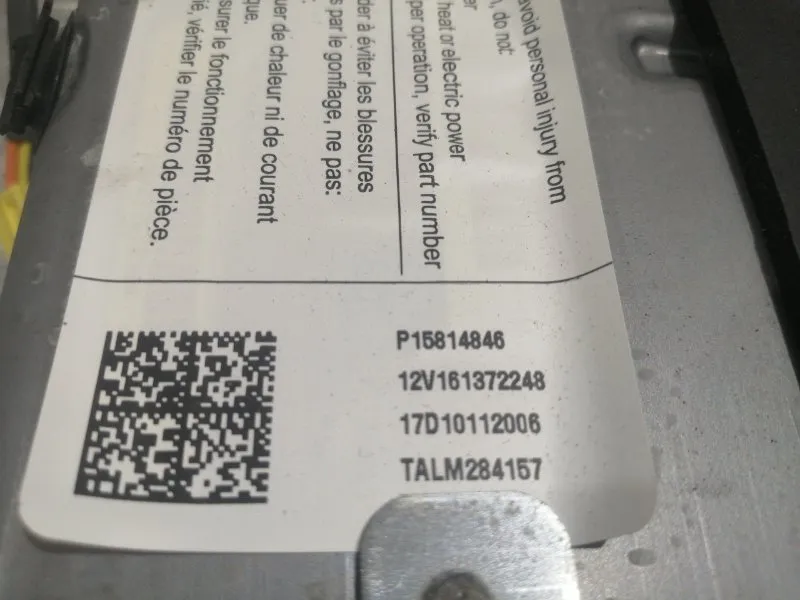 avoid personal injury from
, do not:
er
heat or electric power
per operation, verify part number
der à éviter les blessures
s par le gonflage, ne pas:
uer de chaleur ni de courant
que.
surer le fonctionnement
ié, vérifier le numéro de pièce.
P15814846
12V161372248
17D10112006
TALM284157